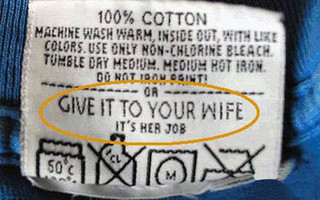 100% COTTON
MACHINE WASH WARM, INSIDE OUT, WITH LIKE
COLORS. USE ONLY NON-CHLORINE BLEACH.
TUMBLE DRY MEDIUM. MEDIUM HOT IRON.
DO NOT IRON PRINT!
OR
GIVE IT TO YOUR WIFE
IT'S HER JOB
50°C CL M